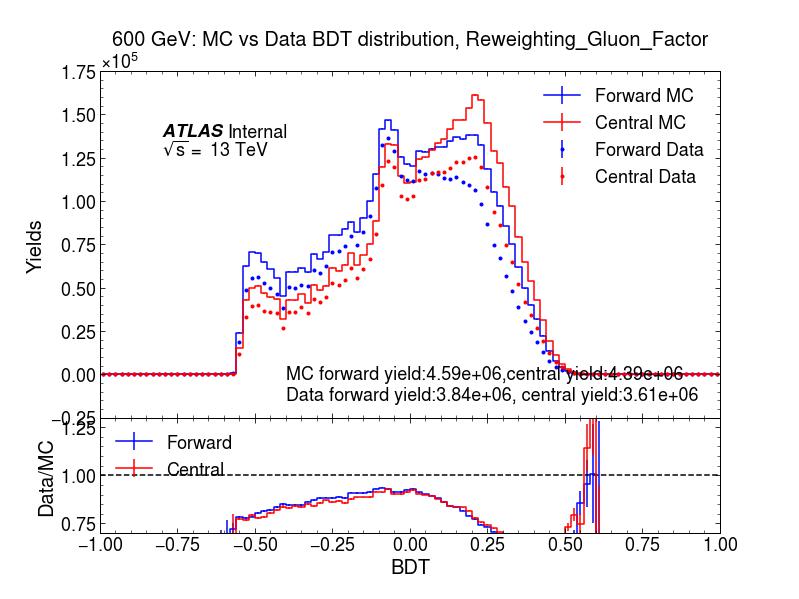 600 GeV: MC vs Data BDT distribution, Reweighting_Gluon_Factor
×10⁵
1.75
1.50
1.25
1.00
0.75
0.50
0.25
0.00
−0.25
Yields
ATLAS Internal
√s = 13 TeV
Forward MC
Central MC
Forward Data
Central Data
MC forward yield:4.59e+06,central yield:4.39e+06
Data forward yield:3.84e+06, central yield:3.61e+06
1.25
1.00
0.75
Data/MC
Forward
Central
−1.00 −0.75 −0.50 −0.25 0.00 0.25 0.50 0.75 1.00
BDT